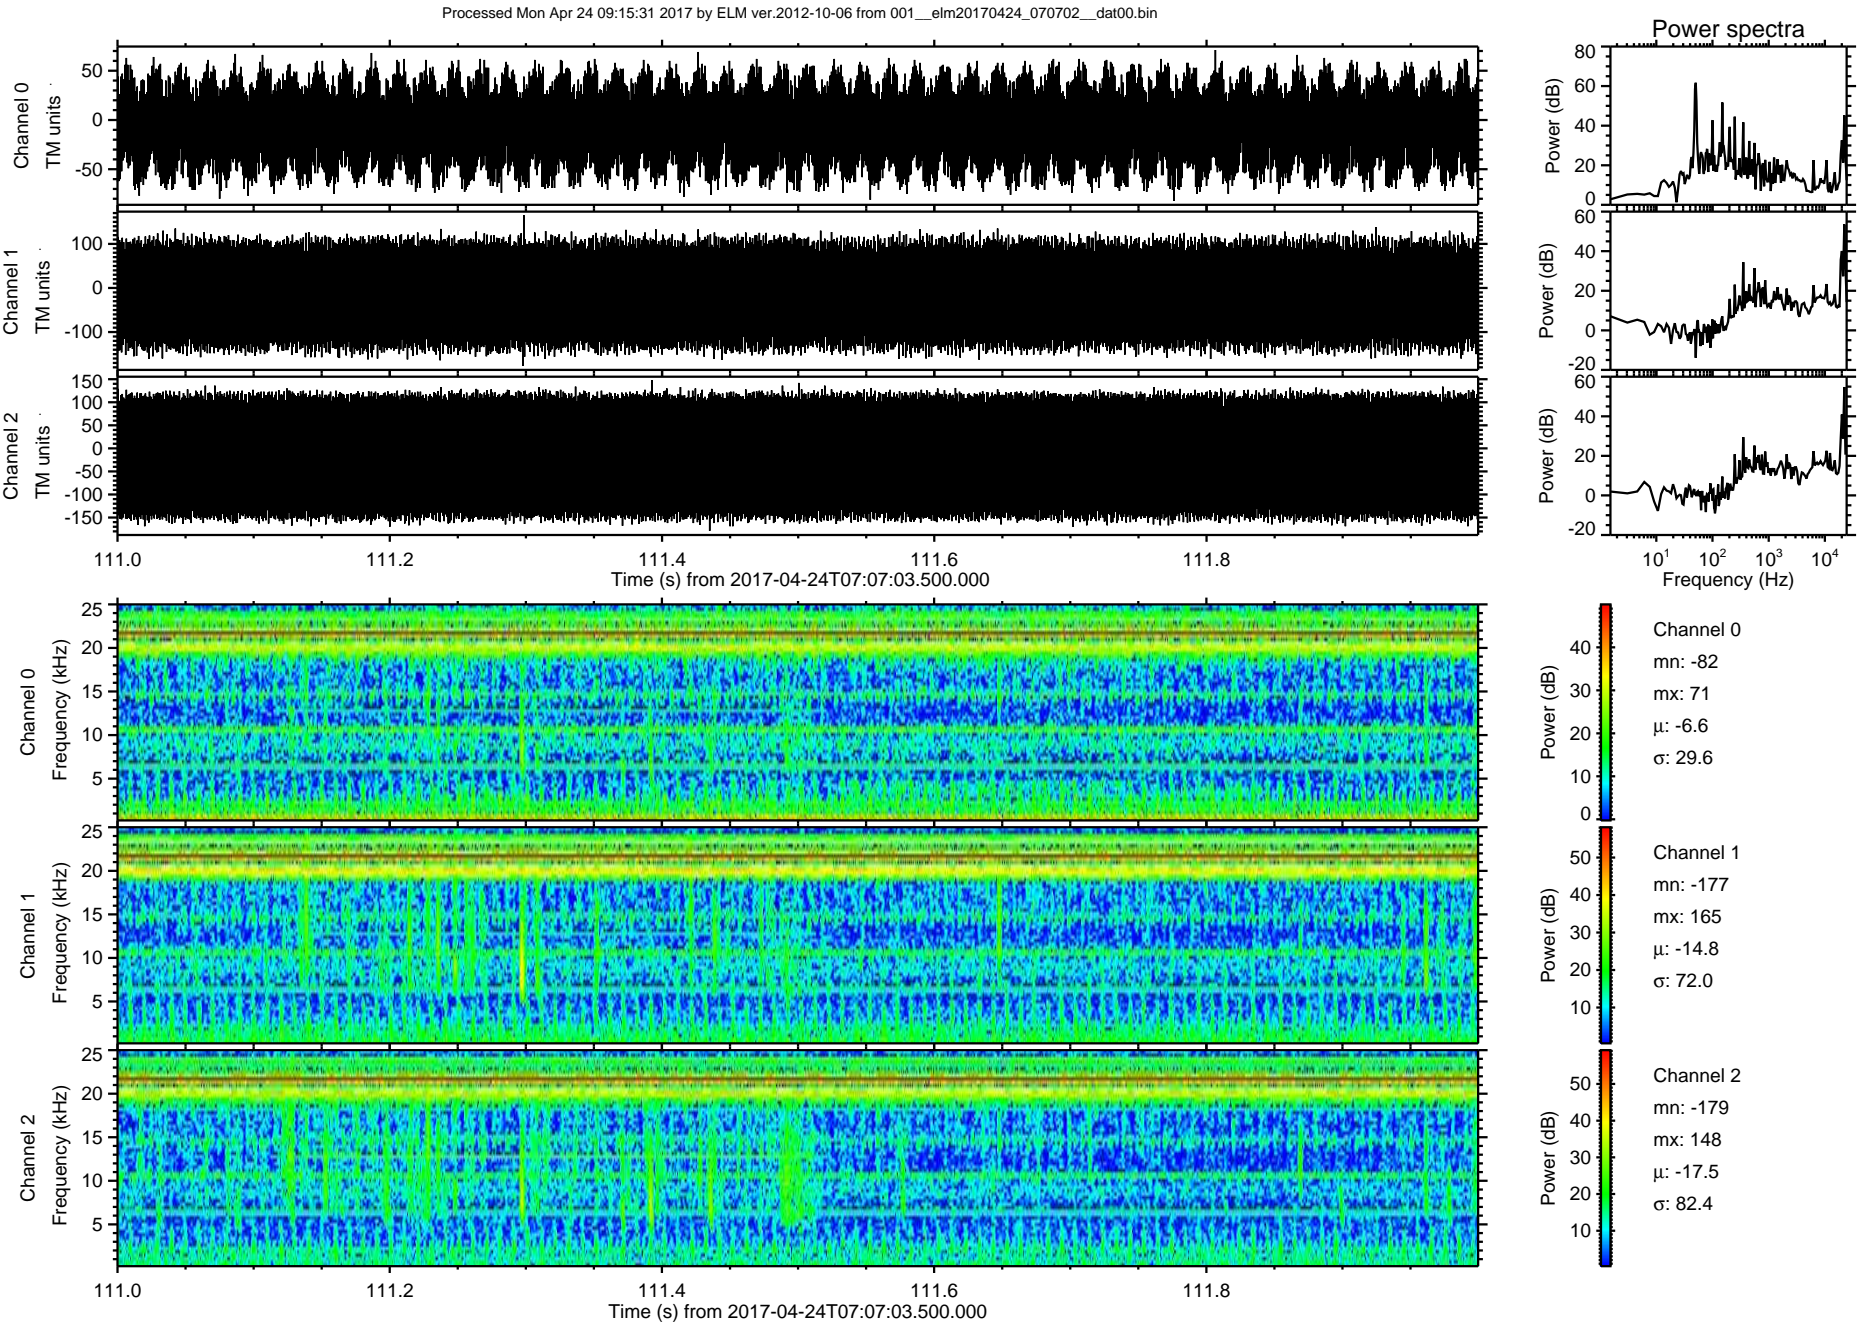 Processed Mon Apr 24 09:15:31 2017 by ELM ver.2012-10-06 from 001__elm20170424_070702__dat00.bin
Power spectra
Channel 0
TM units
50
0
-50
Power (dB)
80
60
40
20
0
Channel 1
TM units
100
0
-100
Power (dB)
60
40
20
0
-20
Channel 2
TM units
150
100
50
0
-50
-100
-150
Power (dB)
60
40
20
0
-20
111.0 111.2 111.4 111.6 111.8
Time (s) from 2017-04-24T07:07:03.500.000
10¹ 10² 10³ 10⁴
Frequency (Hz)
Channel 0
Frequency (kHz)
25
20
15
10
5
Power (dB)
40
30
20
10
0
Channel 0
mn: -82
mx: 71
μ: -6.6
σ: 29.6
Channel 1
Frequency (kHz)
25
20
15
10
5
Power (dB)
50
40
30
20
10
Channel 1
mn: -177
mx: 165
μ: -14.8
σ: 72.0
Channel 2
Frequency (kHz)
25
20
15
10
5
Power (dB)
50
40
30
20
10
Channel 2
mn: -179
mx: 148
μ: -17.5
σ: 82.4
111.0 111.2 111.4 111.6 111.8
Time (s) from 2017-04-24T07:07:03.500.000